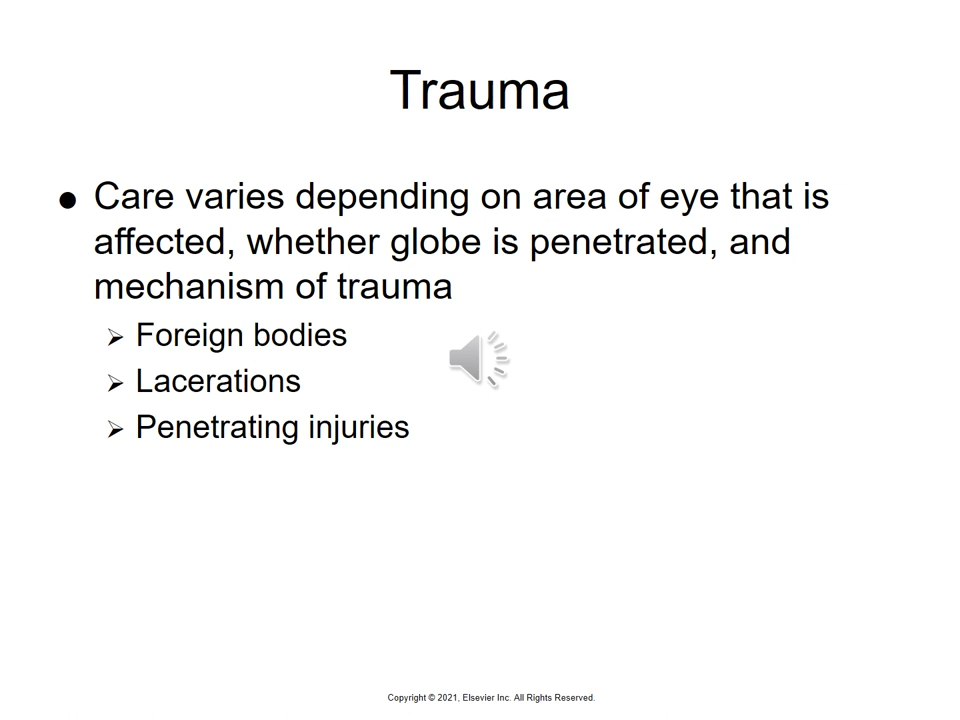 Trauma
● Care varies depending on area of eye that is
affected, whether globe is penetrated, and
mechanism of trauma
➢ Foreign bodies
➢ Lacerations
➢ Penetrating injuries
Copyright © 2021, Elsevier Inc. All Rights Reserved.